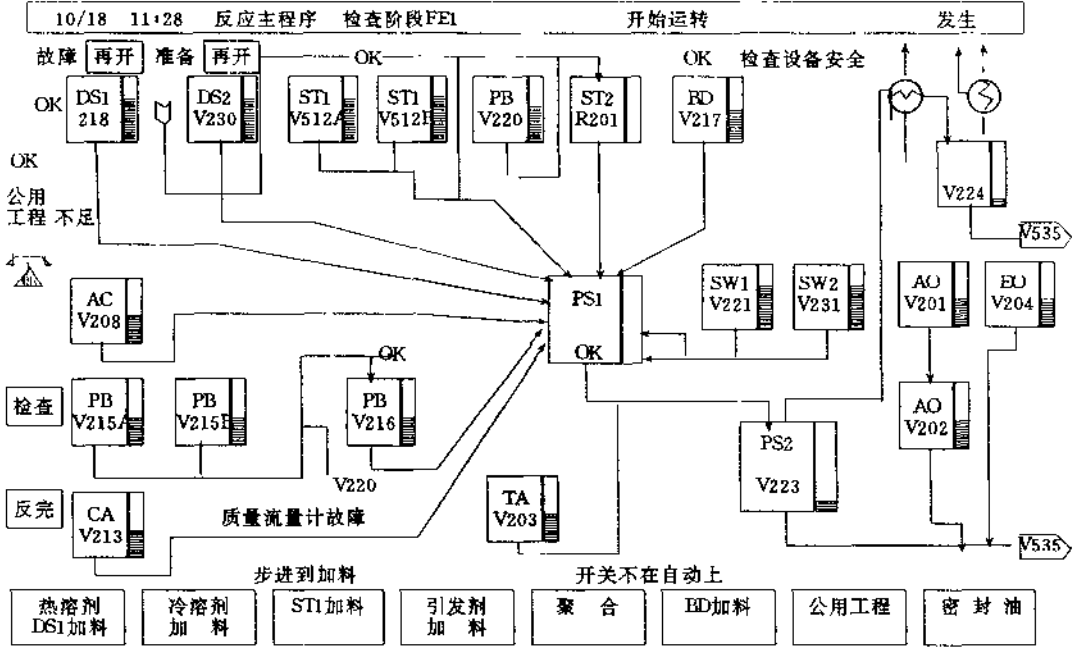 10/18 11:28 反应主程序 检查阶段FE1 开始运转 发生
故障 再开 准备 再开 OK OK 检查设备安全
OK
DS1
218
DS2
V230
ST1
V512A
ST1
V512B
PB
V220
ST2
R201
BD
V217
V224
OK
公用
工程 不足
V535
AC
V208
PS1
OK
SW1
V221
SW2
V231
AO
V201
EO
V204
OK
检查
PB
V215A
PB
V215B
PB
V216
AO
V202
PS2
V223
V220
反完
CA
V213
质量流量计故障
TA
V203
V535
步进到加料 开关不在自动上
热溶剂
DS1加料
冷溶剂
加 料
ST1加料
引发剂
加 料
聚 合
BD加料
公用工程
密 封 油